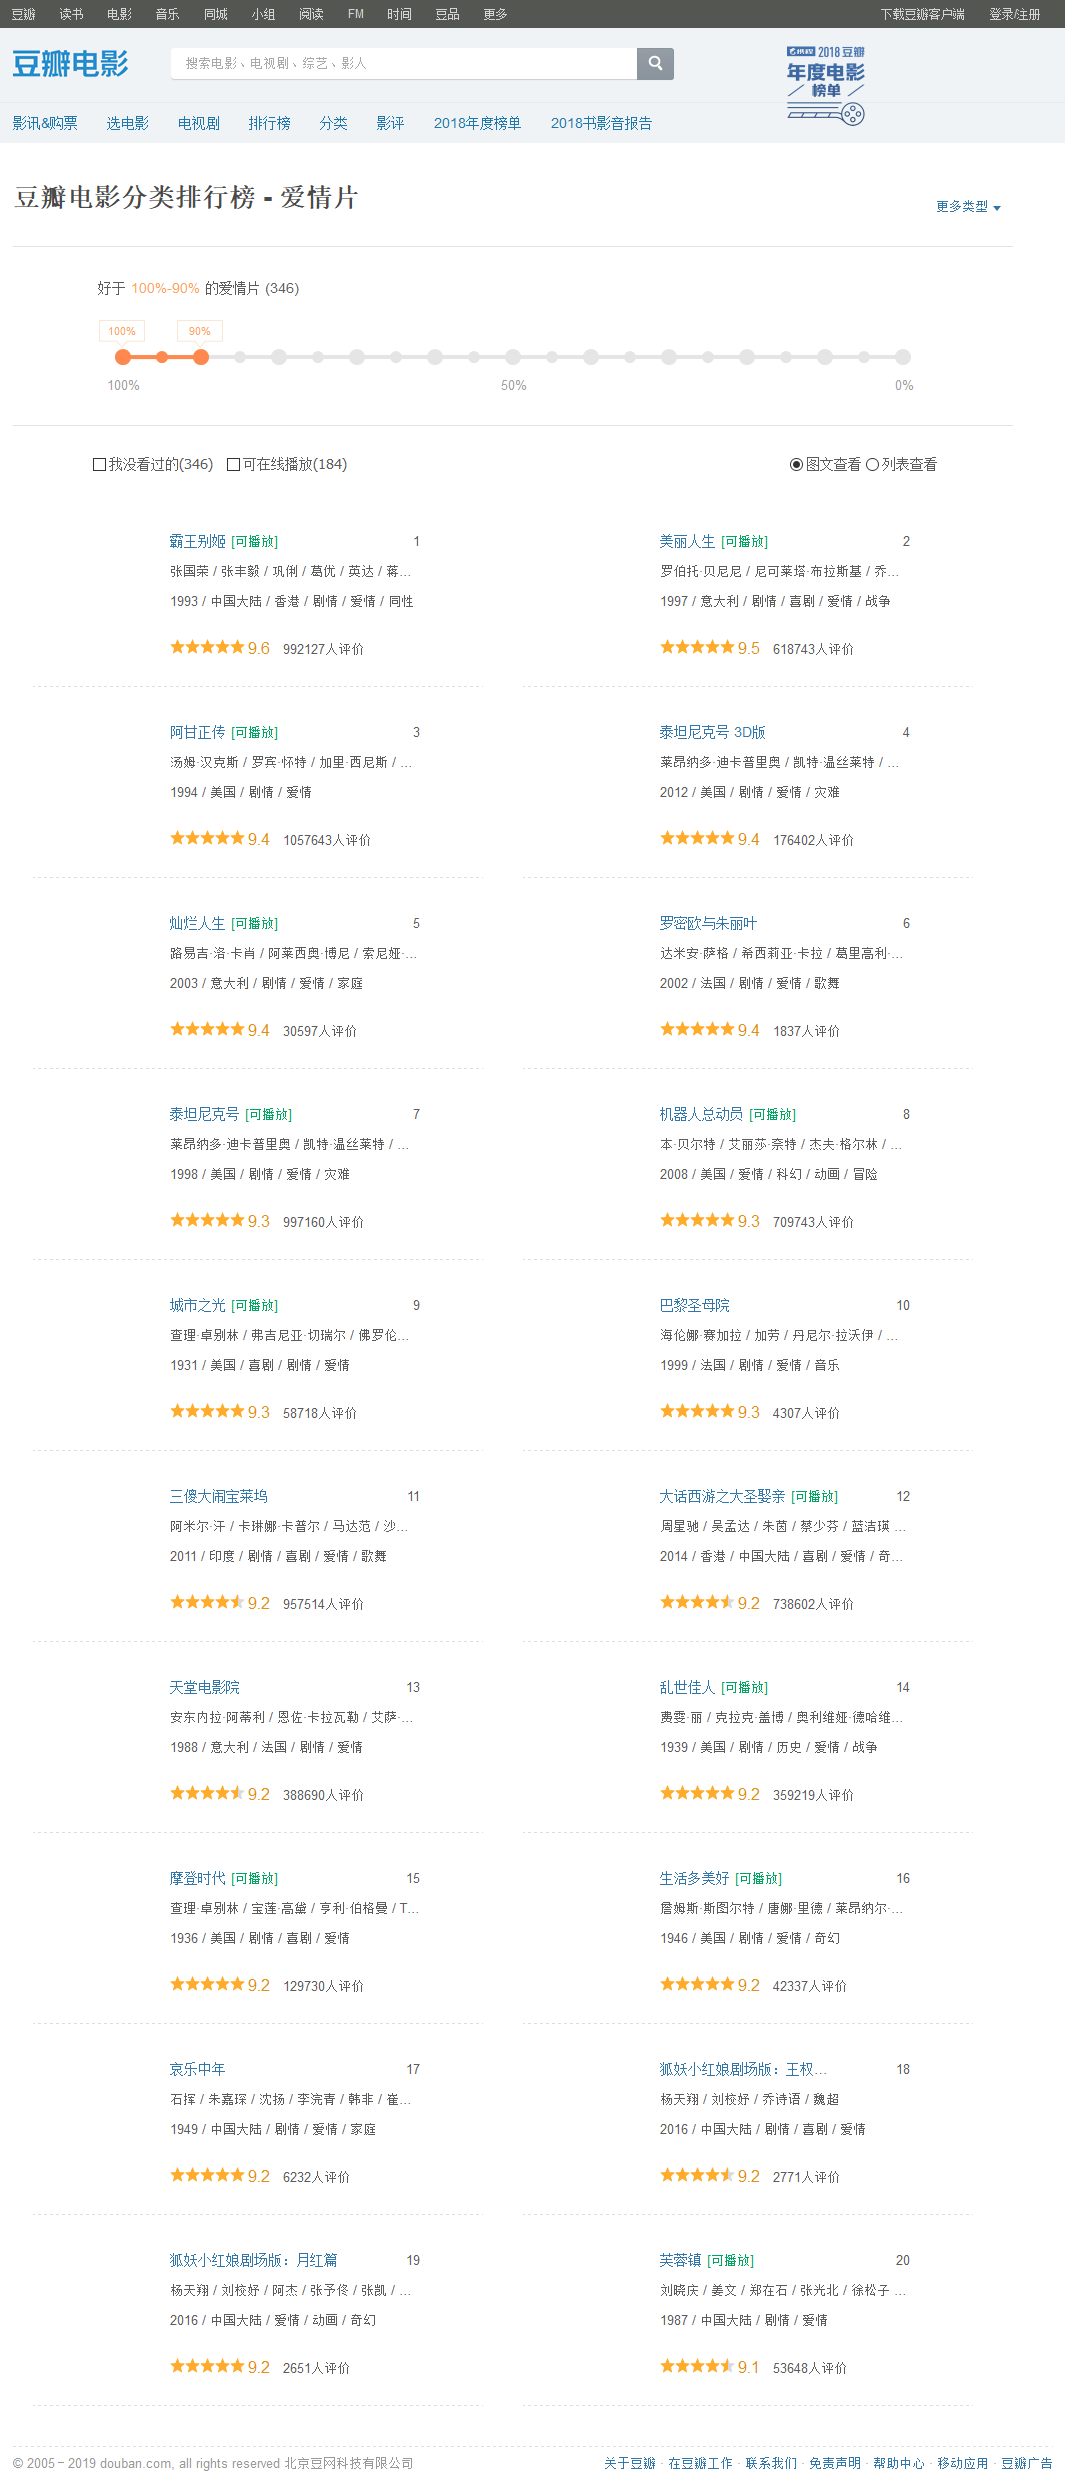 豆瓣 读书 电影 音乐 同城 小组 阅读 FM 时间 豆品 更多 下载豆瓣客户端 登录/注册
豆瓣电影 搜索电影、电视剧、综艺、影人
2018 豆瓣
年度电影
榜单
影讯&购票 选电影 电视剧 排行榜 分类 影评 2018年度榜单 2018书影音报告
豆瓣电影分类排行榜 - 爱情片
更多类型
好于 100%-90% 的爱情片 (346)
100% 90%
100% 50% 0%
我没看过的(346) 可在线播放(184) 图文查看 列表查看
霸王别姬 [可播放] 1
张国荣 / 张丰毅 / 巩俐 / 葛优 / 英达 / 蒋...
1993 / 中国大陆 / 香港 / 剧情 / 爱情 / 同性
9.6 992127人评价
美丽人生 [可播放] 2
罗伯托·贝尼尼 / 尼可莱塔·布拉斯基 / 乔...
1997 / 意大利 / 剧情 / 喜剧 / 爱情 / 战争
9.5 618743人评价
阿甘正传 [可播放] 3
汤姆·汉克斯 / 罗宾·怀特 / 加里·西尼斯 / ...
1994 / 美国 / 剧情 / 爱情
9.4 1057643人评价
泰坦尼克号 3D版 4
莱昂纳多·迪卡普里奥 / 凯特·温丝莱特 / ...
2012 / 美国 / 剧情 / 爱情 / 灾难
9.4 176402人评价
灿烂人生 [可播放] 5
路易吉·洛·卡肖 / 阿莱西奥·博尼 / 索尼娅·...
2003 / 意大利 / 剧情 / 爱情 / 家庭
9.4 30597人评价
罗密欧与朱丽叶 6
达米安·萨格 / 希西莉亚·卡拉 / 葛里高利·...
2002 / 法国 / 剧情 / 爱情 / 歌舞
9.4 1837人评价
泰坦尼克号 [可播放] 7
莱昂纳多·迪卡普里奥 / 凯特·温丝莱特 / ...
1998 / 美国 / 剧情 / 爱情 / 灾难
9.3 997160人评价
机器人总动员 [可播放] 8
本·贝尔特 / 艾丽莎·奈特 / 杰夫·格尔林 / ...
2008 / 美国 / 爱情 / 科幻 / 动画 / 冒险
9.3 709743人评价
城市之光 [可播放] 9
查理·卓别林 / 弗吉尼亚·切瑞尔 / 佛罗伦...
1931 / 美国 / 喜剧 / 剧情 / 爱情
9.3 58718人评价
巴黎圣母院 10
海伦娜·赛加拉 / 加劳 / 丹尼尔·拉沃伊 / ...
1999 / 法国 / 剧情 / 爱情 / 音乐
9.3 4307人评价
三傻大闹宝莱坞 11
阿米尔·汗 / 卡琳娜·卡普尔 / 马达范 / 沙...
2011 / 印度 / 剧情 / 喜剧 / 爱情 / 歌舞
9.2 957514人评价
大话西游之大圣娶亲 [可播放] 12
周星驰 / 吴孟达 / 朱茵 / 蔡少芬 / 蓝洁瑛 ...
2014 / 香港 / 中国大陆 / 喜剧 / 爱情 / 奇...
9.2 738602人评价
天堂电影院 13
安东内拉·阿蒂利 / 恩佐·卡拉瓦勒 / 艾萨·...
1988 / 意大利 / 法国 / 剧情 / 爱情
9.2 388690人评价
乱世佳人 [可播放] 14
费雯·丽 / 克拉克·盖博 / 奥利维娅·德哈维...
1939 / 美国 / 剧情 / 历史 / 爱情 / 战争
9.2 359219人评价
摩登时代 [可播放] 15
查理·卓别林 / 宝莲·高黛 / 亨利·伯格曼 / T...
1936 / 美国 / 剧情 / 喜剧 / 爱情
9.2 129730人评价
生活多美好 [可播放] 16
詹姆斯·斯图尔特 / 唐娜·里德 / 莱昂纳尔·...
1946 / 美国 / 剧情 / 爱情 / 奇幻
9.2 42337人评价
哀乐中年 17
石挥 / 朱嘉琛 / 沈扬 / 李浣青 / 韩非 / 崔...
1949 / 中国大陆 / 剧情 / 爱情 / 家庭
9.2 6232人评价
狐妖小红娘剧场版：王权... 18
杨天翔 / 刘校妤 / 乔诗语 / 魏超
2016 / 中国大陆 / 剧情 / 喜剧 / 爱情
9.2 2771人评价
狐妖小红娘剧场版：月红篇 19
杨天翔 / 刘校妤 / 阿杰 / 张予佟 / 张凯 / ...
2016 / 中国大陆 / 爱情 / 动画 / 奇幻
9.2 2651人评价
芙蓉镇 [可播放] 20
刘晓庆 / 姜文 / 郑在石 / 张光北 / 徐松子 ...
1987 / 中国大陆 / 剧情 / 爱情
9.1 53648人评价
© 2005－2019 douban.com, all rights reserved 北京豆网科技有限公司 关于豆瓣 · 在豆瓣工作 · 联系我们 · 免责声明 · 帮助中心 · 移动应用 · 豆瓣广告